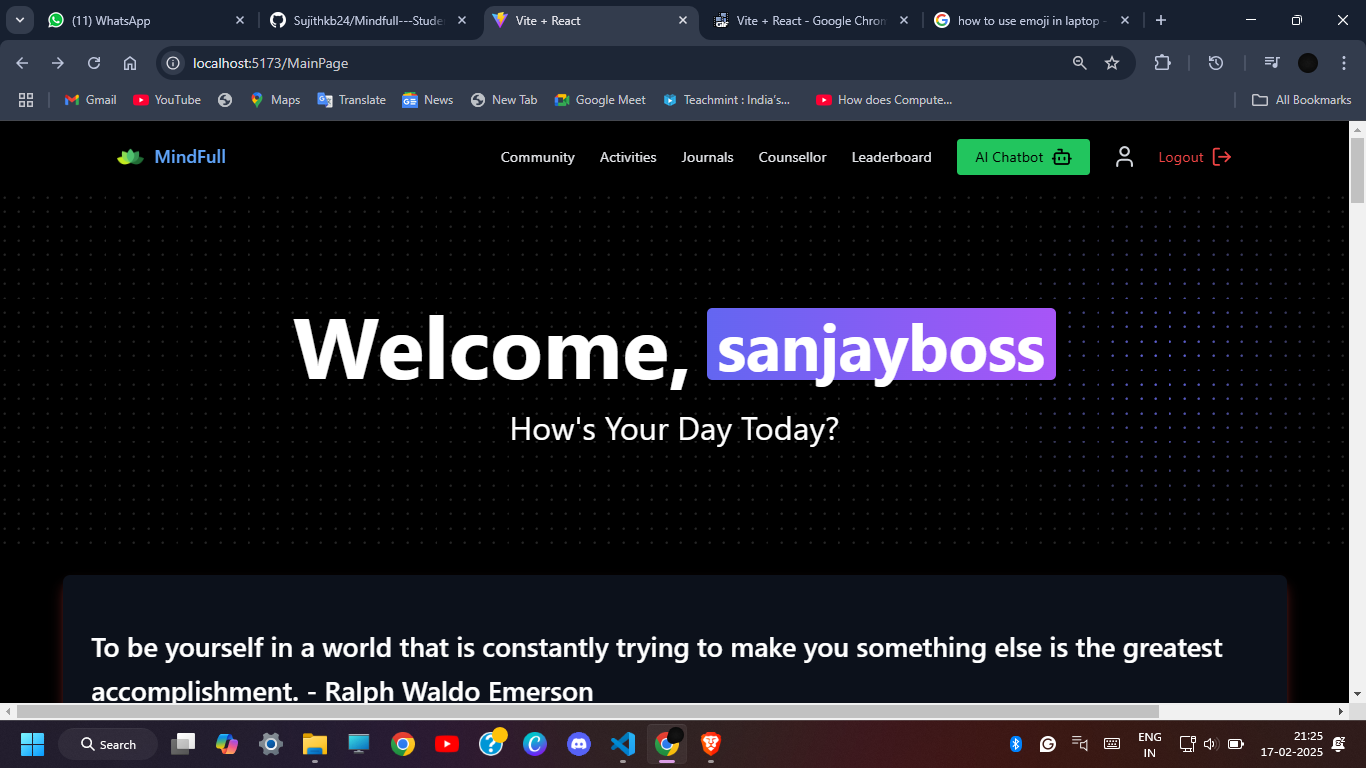 (11) WhatsApp
Sujithkb24/Mindfull---Stude
Vite + React
Vite + React - Google Chrom
how to use emoji in laptop -
localhost:5173/MainPage
Gmail
YouTube
Maps
Translate
News
New Tab
Google Meet
Teachmint : India's...
How does Compute...
All Bookmarks
MindFull
Community
Activities
Journals
Counsellor
Leaderboard
AI Chatbot
Logout
Welcome, sanjayboss
How's Your Day Today?
To be yourself in a world that is constantly trying to make you something else is the greatest
accomplishment. - Ralph Waldo Emerson
Search
ENG
IN
21:25
17-02-2025